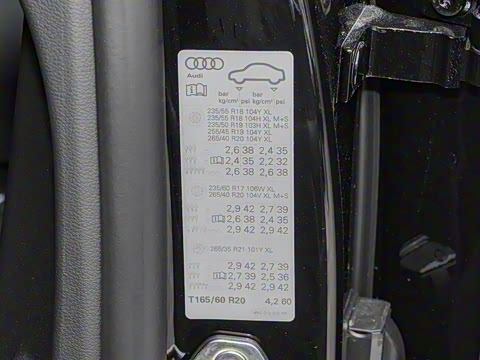 Audi
bar bar
kg/cm² psi kg/cm² psi
235/55 R18 104Y XL
235/55 R18 104H XL M+S
235/50 R19 103H XL M+S
255/45 R19 104Y XL
265/40 R20 104Y XL
2,6 38 2,4 35
2,4 35 2,2 32
2,6 38 2,6 38
235/60 R17 106W XL
265/40 R20 104V XL M+S
2,9 42 2,7 39
2,6 38 2,4 35
2,9 42 2,9 42
265/35 R21 101Y XL
2,9 42 2,7 39
2,7 39 2,5 36
2,9 42 2,9 42
T165/60 R20 4,2 60